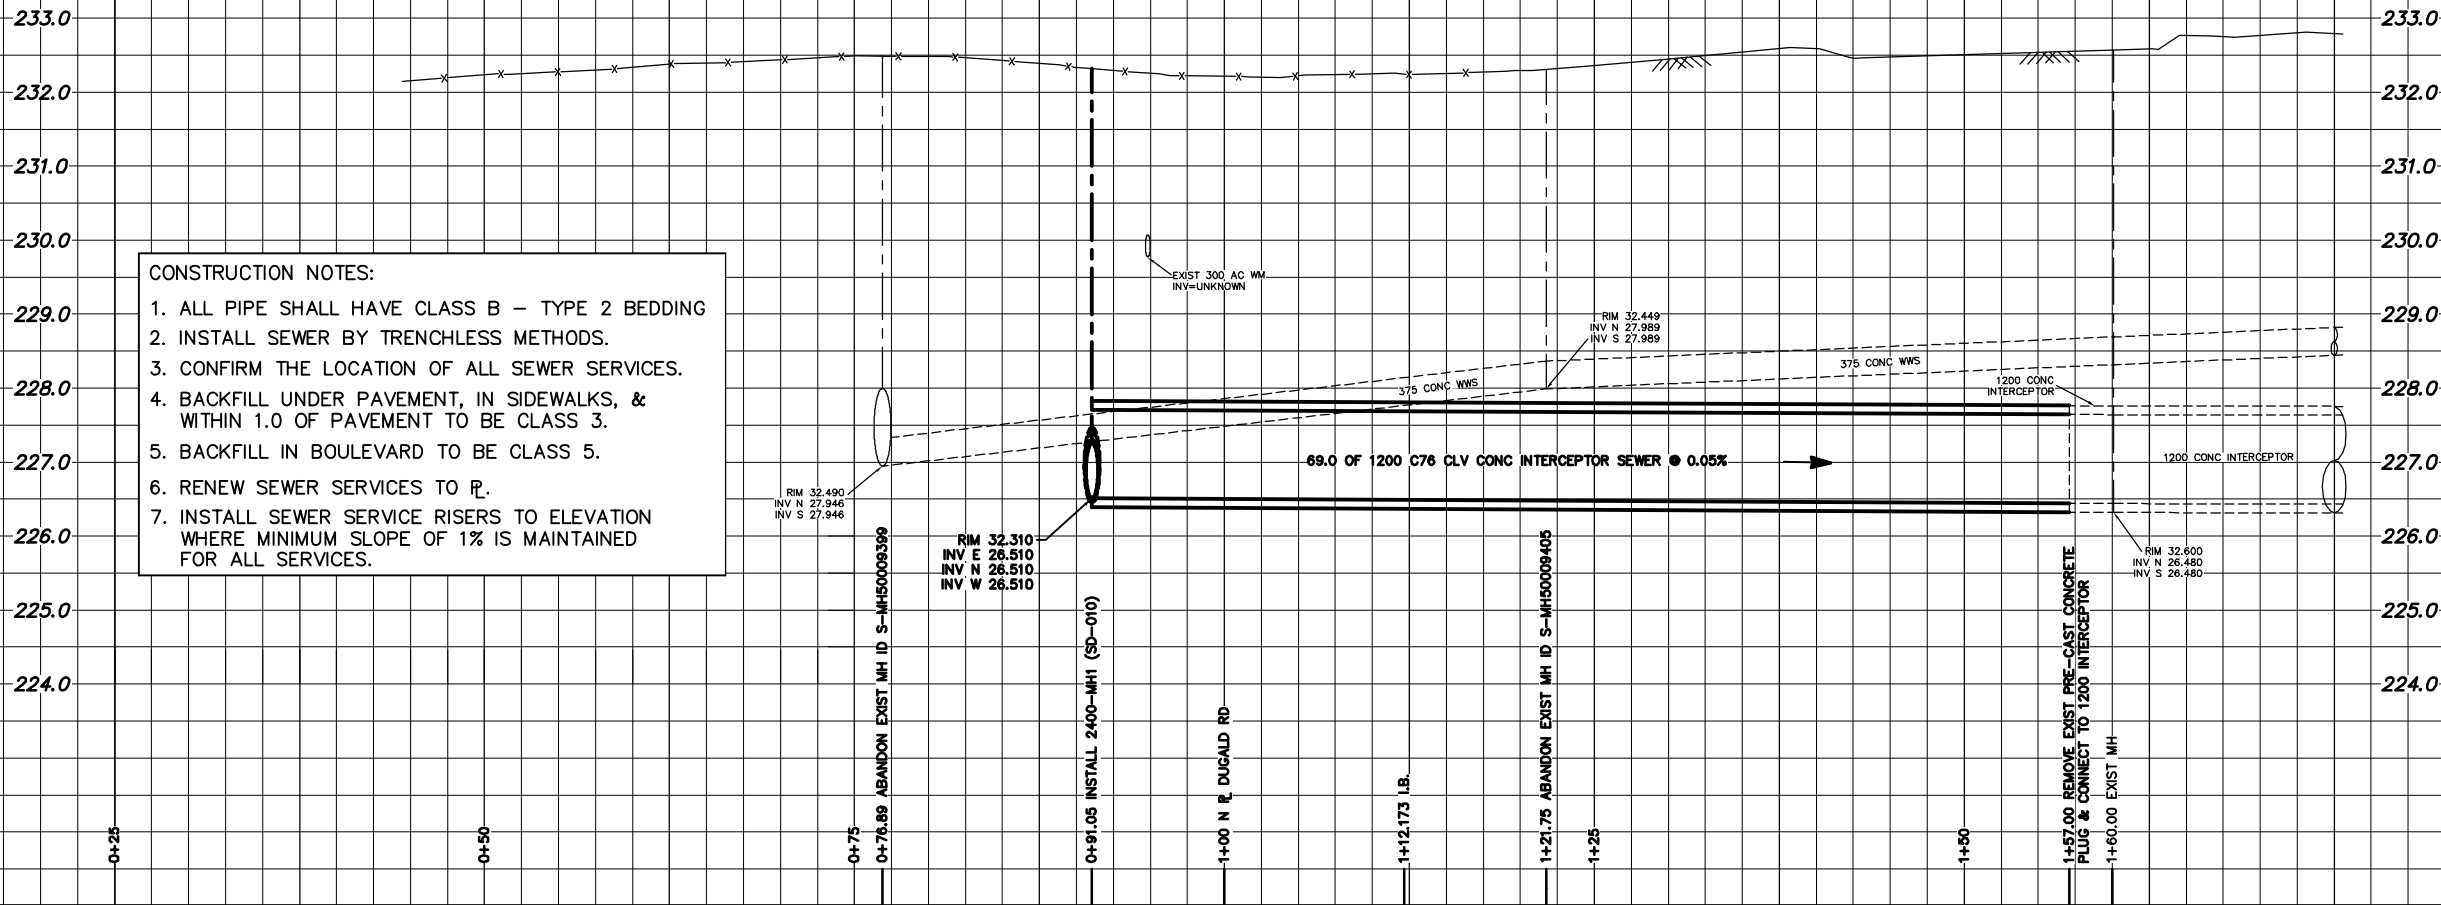 233.0
232.0
231.0
230.0
229.0
228.0
227.0
226.0
225.0
224.0
CONSTRUCTION NOTES:
1. ALL PIPE SHALL HAVE CLASS B – TYPE 2 BEDDING
2. INSTALL SEWER BY TRENCHLESS METHODS.
3. CONFIRM THE LOCATION OF ALL SEWER SERVICES.
4. BACKFILL UNDER PAVEMENT, IN SIDEWALKS, &
WITHIN 1.0 OF PAVEMENT TO BE CLASS 3.
5. BACKFILL IN BOULEVARD TO BE CLASS 5.
6. RENEW SEWER SERVICES TO ⅊.
7. INSTALL SEWER SERVICE RISERS TO ELEVATION
WHERE MINIMUM SLOPE OF 1% IS MAINTAINED
FOR ALL SERVICES.
RIM 32.490
INV N 27.946
INV S 27.946
RIM 32.310
INV E 26.510
INV N 26.510
INV W 26.510
EXIST 300 AC WM
INV=UNKNOWN
RIM 32.449
INV N 27.989
INV S 27.989
375 CONC WWS
375 CONC WWS
1200 CONC
INTERCEPTOR
69.0 OF 1200 C76 CLV CONC INTERCEPTOR SEWER @ 0.05%
1200 CONC INTERCEPTOR
RIM 32.600
INV N 26.480
INV S 26.480
0+25
0+50
0+75
0+76.89 ABANDON EXIST MH ID S-MH50009399
0+91.05 INSTALL 2400-MH1 (SD-010)
1+00 N ⅊ DUGALD RD
1+12.173 I.B.
1+21.75 ABANDON EXIST MH ID S-MH50009405
1+25
1+50
1+57.00 REMOVE EXIST PRE-CAST CONCRETE
PLUG & CONNECT TO 1200 INTERCEPTOR
1+60.00 EXIST MH
233.0
232.0
231.0
230.0
229.0
228.0
227.0
226.0
225.0
224.0